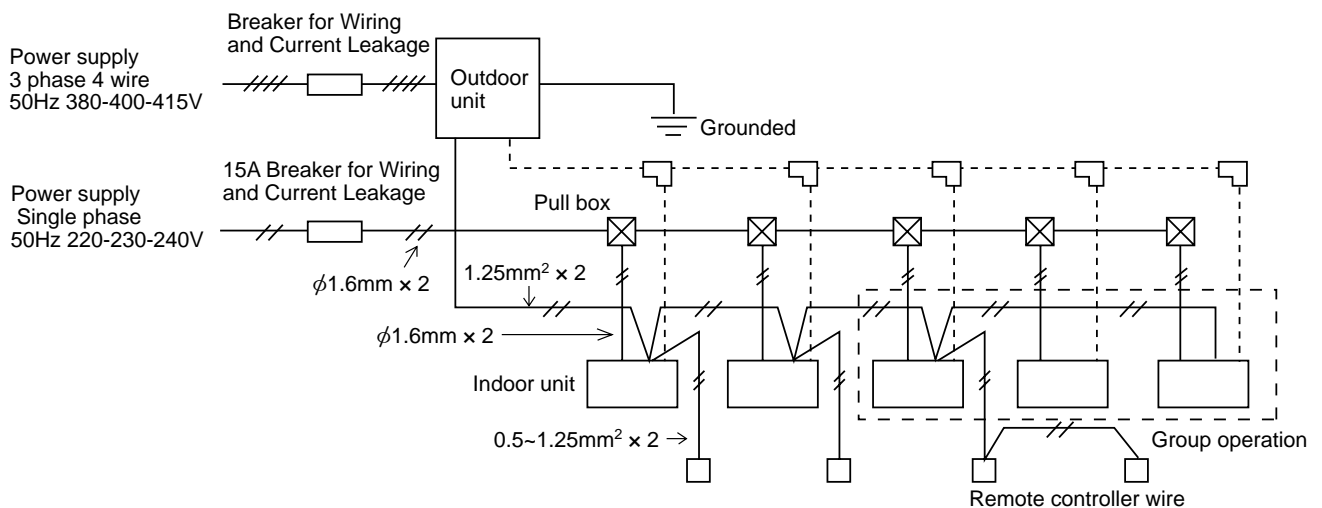 Breaker for Wiring
and Current Leakage
Power supply
3 phase 4 wire
50Hz 380-400-415V
Outdoor
unit
Grounded
15A Breaker for Wiring
and Current Leakage
Power supply
Single phase
50Hz 220-230-240V
Pull box
ϕ1.6mm × 2
1.25mm² × 2
ϕ1.6mm × 2
Indoor unit
0.5~1.25mm² × 2
Group operation
Remote controller wire